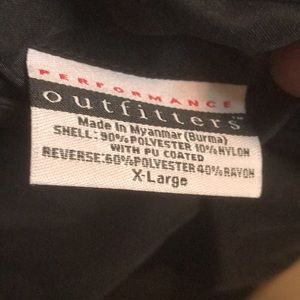 PERFORMANCE
outfitters™
Made in Myanmar (Burma)
SHELL: 90%POLYESTER 10%NYLON
WITH PU COATED
REVERSE:60%POLYESTER 40%RAYON
X-Large